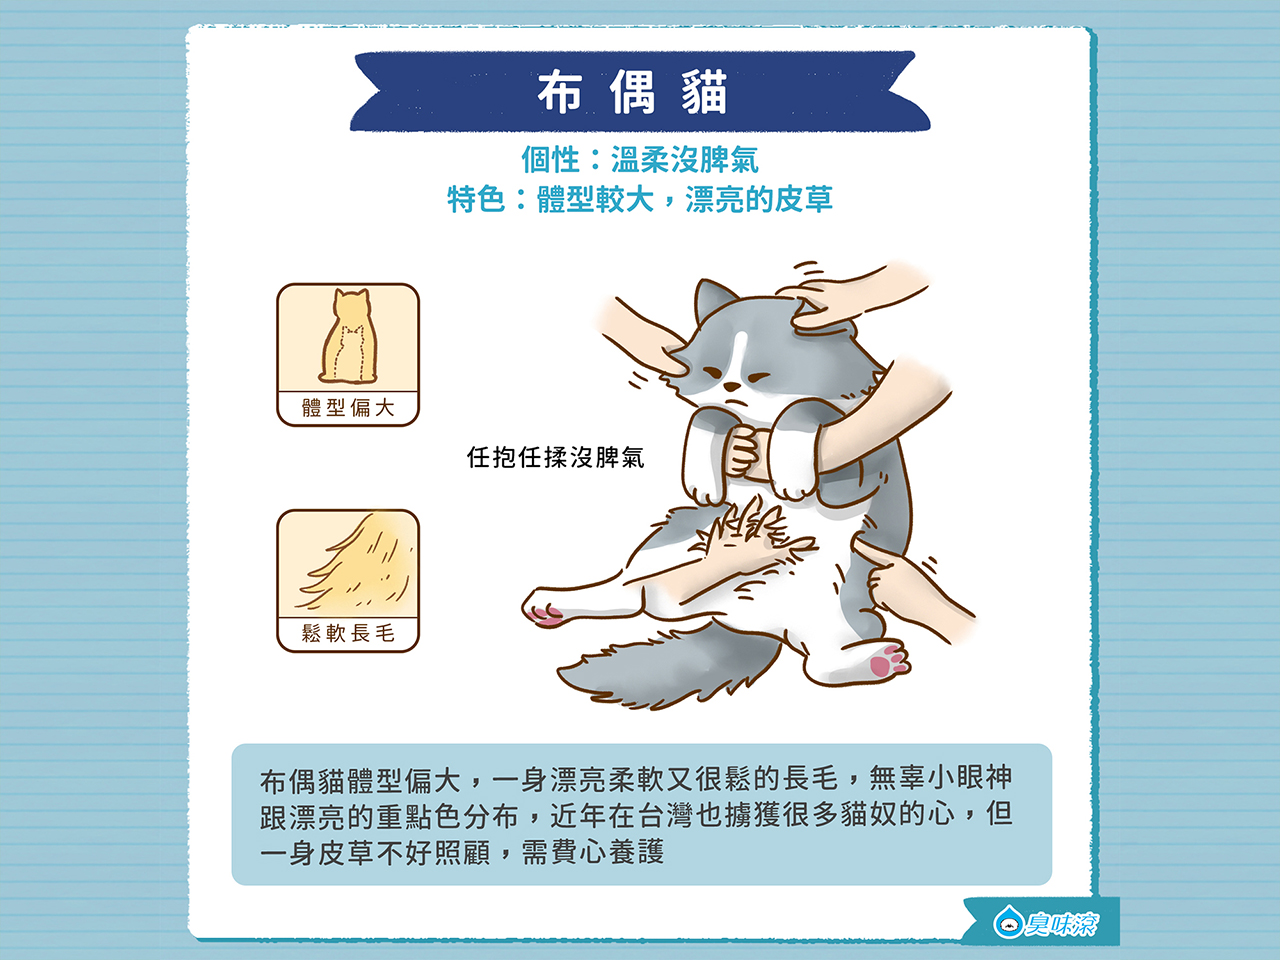 布偶貓
個性：溫柔沒脾氣
特色：體型較大，漂亮的皮草
體型偏大
任抱任揉沒脾氣
鬆軟長毛
布偶貓體型偏大，一身漂亮柔軟又很鬆的長毛，無辜小眼神
跟漂亮的重點色分布，近年在台灣也擄獲很多貓奴的心，但
一身皮草不好照顧，需費心養護
臭味滾